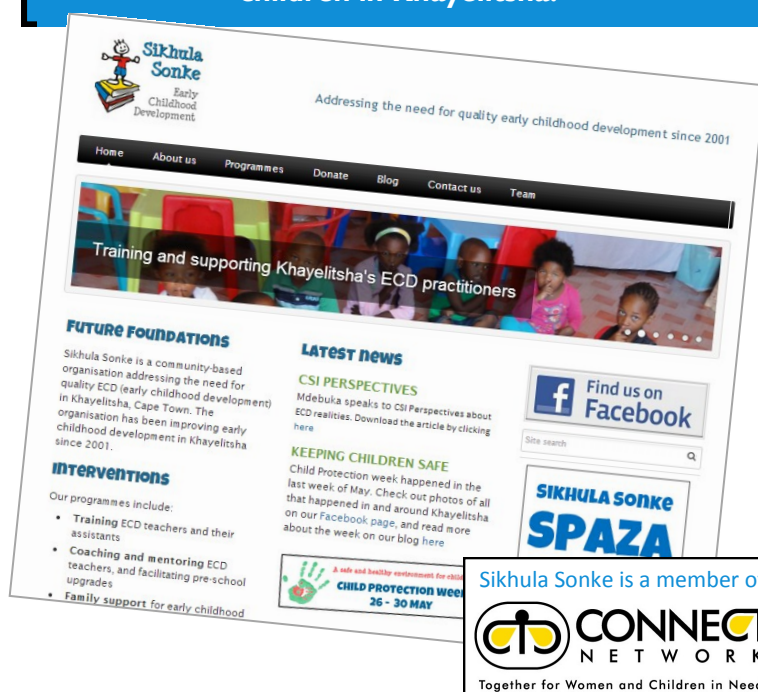 children in Khayelitsha.
Sikhula
Sonke
Early
Childhood
Development
Addressing the need for quality early childhood development since 2001
Home About us Programmes Donate Blog Contact us Team
Training and supporting Khayelitsha's ECD practitioners
FUTURE FOUNDATIONS
Sikhula Sonke is a community-based
organisation addressing the need for
quality ECD (early childhood development)
in Khayelitsha, Cape Town. The
organisation has been improving early
childhood development in Khayelitsha
since 2001.
INTERVENTIONS
Our programmes include:
• Training ECD teachers and their
assistants
• Coaching and mentoring ECD
teachers, and facilitating pre-school
upgrades
• Family support for early childhood
LATEST NEWS
CSI PERSPECTIVES
Mdebuka speaks to CSI Perspectives about
ECD realities. Download the article by clicking
here
KEEPING CHILDREN SAFE
Child Protection week happened in the
last week of May. Check out photos of all
that happened in and around Khayelitsha
on our Facebook page, and read more
about the week on our blog here
A safe and healthy environment for
CHILD PROTECTION WEEK
26 - 30 MAY
Find us on
Facebook
Site search
SIKHULA SONKE
SPAZA
Sikhula Sonke is a member o
CONNECT
NETWORK
Together for Women and Children in Need